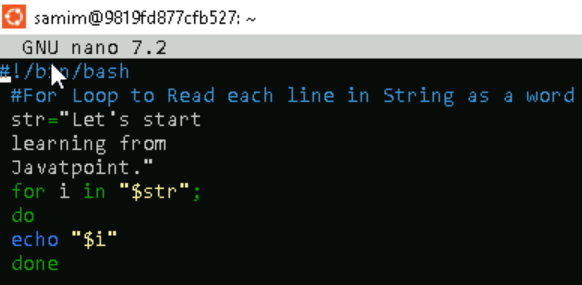 samim@9819fd877cfb527: ~
GNU nano 7.2
#!/bin/bash
#For Loop to Read each line in String as a word
str="Let's start
learning from
Javatpoint."
for i in "$str";
do
echo "$i"
done